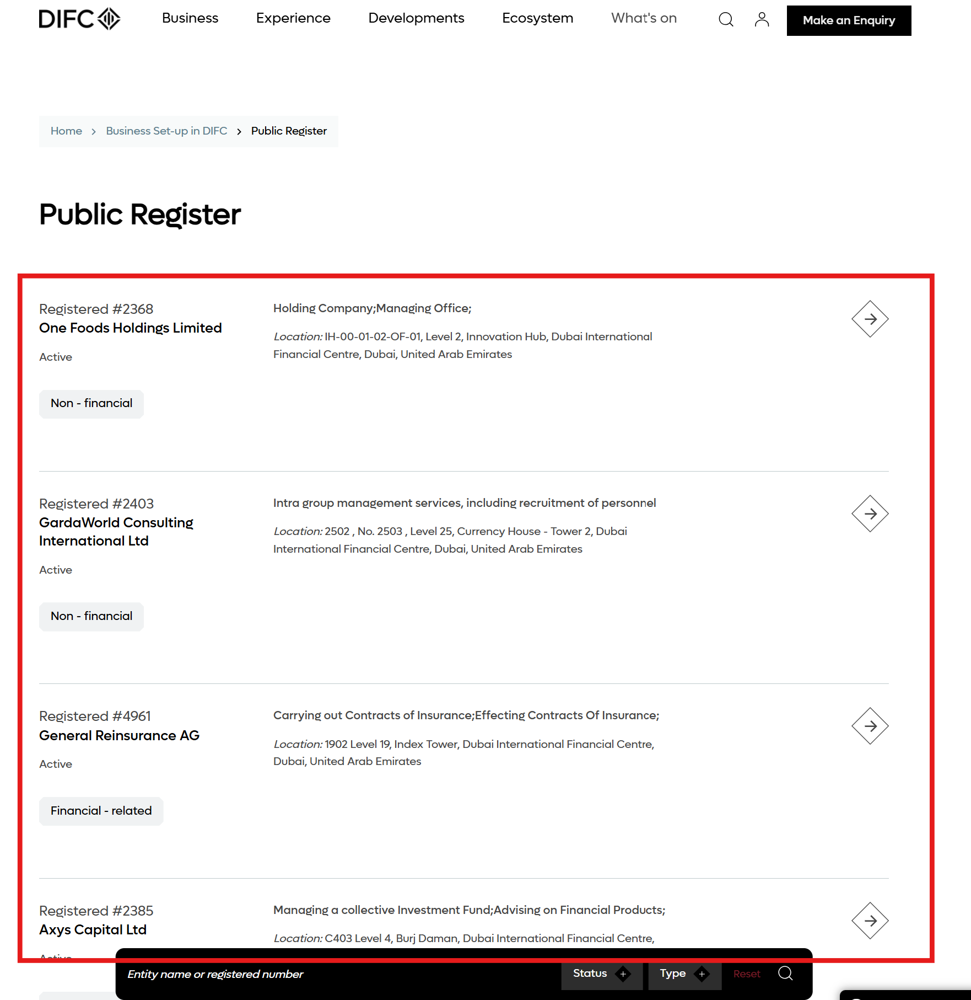 DIFC
Business Experience Developments Ecosystem What's on Make an Enquiry
Home > Business Set-up in DIFC > Public Register
Public Register
Registered #2368
One Foods Holdings Limited
Active
Non - financial
Holding Company;Managing Office;
Location: IH-00-01-02-OF-01, Level 2, Innovation Hub, Dubai International
Financial Centre, Dubai, United Arab Emirates
Registered #2403
GardaWorld Consulting
International Ltd
Active
Non - financial
Intra group management services, including recruitment of personnel
Location: 2502 , No. 2503 , Level 25, Currency House - Tower 2, Dubai
International Financial Centre, Dubai, United Arab Emirates
Registered #4961
General Reinsurance AG
Active
Financial - related
Carrying out Contracts of Insurance;Effecting Contracts Of Insurance;
Location: 1902 Level 19, Index Tower, Dubai International Financial Centre,
Dubai, United Arab Emirates
Registered #2385
Axys Capital Ltd
Active
Managing a collective Investment Fund;Advising on Financial Products;
Location: C403 Level 4, Burj Daman, Dubai International Financial Centre,
Entity name or registered number Status + Type + Reset